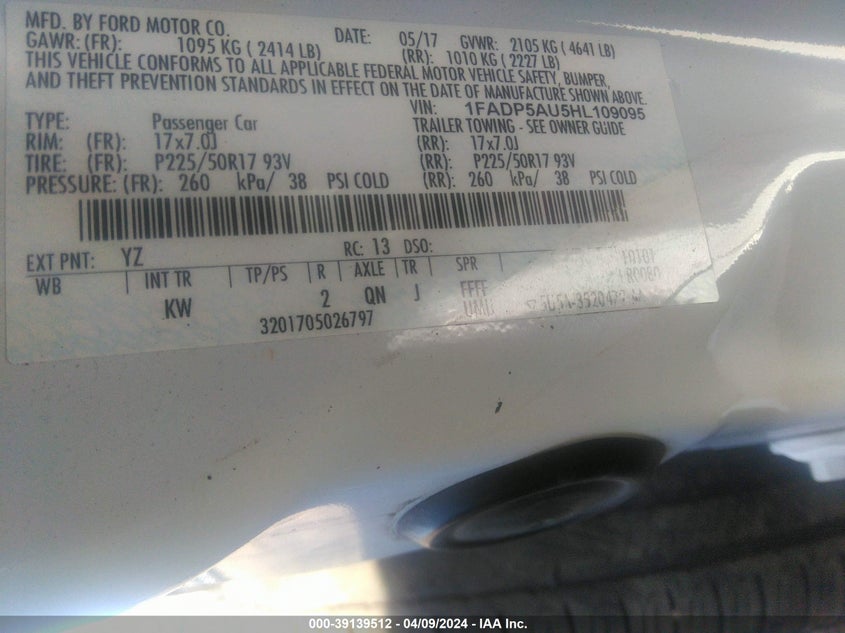 MFD. BY FORD MOTOR CO.
DATE: 05/17 GVWR: 2105 KG ( 4641 LB)
GAWR: (FR): 1095 KG ( 2414 LB) (RR): 1010 KG ( 2227 LB)
THIS VEHICLE CONFORMS TO ALL APPLICABLE FEDERAL MOTOR VEHICLE SAFETY, BUMPER,
AND THEFT PREVENTION STANDARDS IN EFFECT ON THE DATE OF MANUFACTURE SHOWN ABOVE.
VIN: 1FADP5AU5HL109095
TYPE: Passenger Car TRAILER TOWING - SEE OWNER GUIDE
RIM: (FR): 17x7.0J (RR): 17x7.0J
TIRE: (FR): P225/50R17 93V (RR): P225/50R17 93V
PRESSURE: (FR): 260 kPa/ 38 PSI COLD (RR): 260 kPa/ 38 PSI COLD
EXT PNT: YZ RC: 13 DSO:
WB INT TR TP/PS R AXLE TR SPR
KW 2 QN J
3201705026797
000-39139512 - 04/09/2024 - IAA Inc.